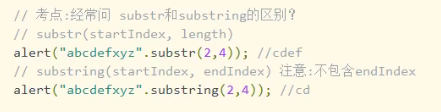 // 考点:经常问 substr和substring的区别?
// substr(startIndex, length)
alert("abcdefxyz".substr(2,4)); //cdef
// substring(startIndex, endIndex) 注意:不包含endIndex
alert("abcdefxyz".substring(2,4)); //cd